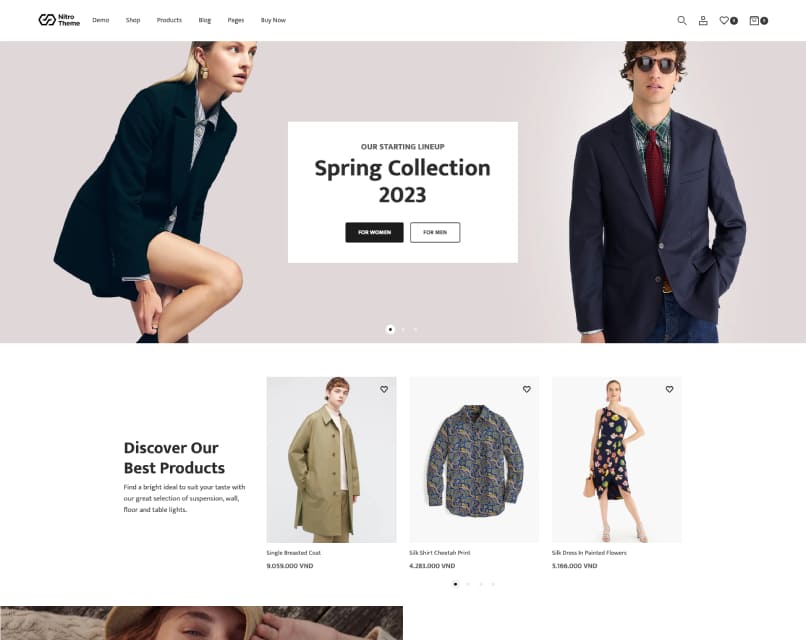 Nitro
Theme
Demo
Shop
Products
Blog
Pages
Buy Now
OUR STARTING LINEUP
Spring Collection
2023
FOR WOMEN
FOR MEN
Discover Our
Best Products
Find a bright ideal to suit your taste with
our great selection of suspension, wall,
floor and table lights.
Single Breasted Coat
9.059.000 VND
Silk Shirt Cheetah Print
4.283.000 VND
Silk Dress In Painted Flowers
5.166.000 VND